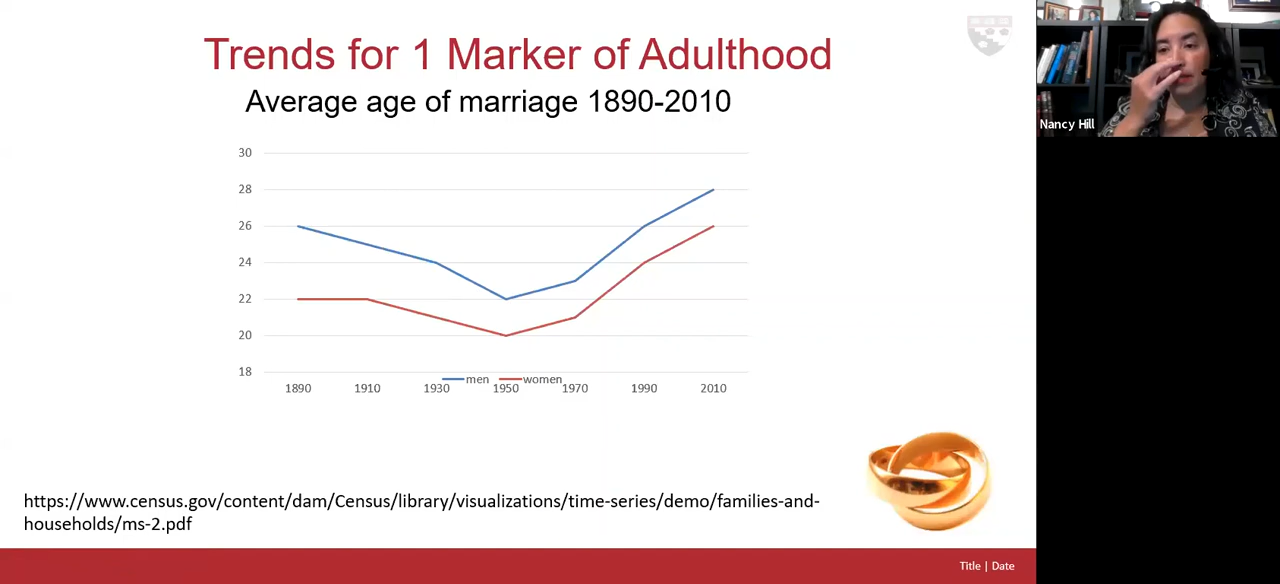 Trends for 1 Marker of Adulthood
Average age of marriage 1890-2010
30
28
26
24
22
20
18
men women
1890 1910 1930 1950 1970 1990 2010
https://www.census.gov/content/dam/Census/library/visualizations/time-series/demo/families-and-
households/ms-2.pdf
Title | Date
Nancy Hill